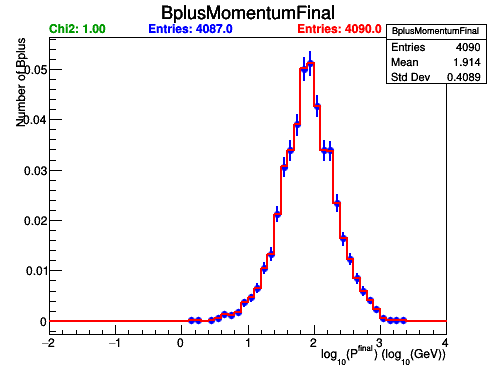 BplusMomentumFinal
Chi2: 1.00 Entries: 4087.0 Entries: 4090.0
BplusMomentumFinal
Entries 4090
Mean 1.914
Std Dev 0.4089
Number of Bplus
0.05
0.04
0.03
0.02
0.01
0
−2 −1 0 1 2 3 4
log10(Pfinal) (log10(GeV))